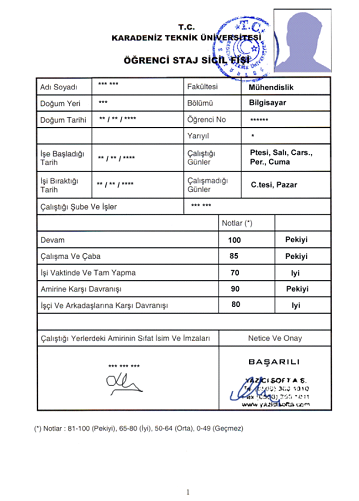 T.C.
KARADENİZ TEKNİK ÜNİVERSİTESİ
ÖĞRENCİ STAJ SİCİL FİŞİ
Adı Soyadı *** *** Fakültesi Mühendislik
Doğum Yeri *** Bölümü Bilgisayar
Doğum Tarihi ** / ** / **** Öğrenci No ******
Yarıyıl *
İşe Başladığı Tarih ** / ** / **** Çalıştığı Günler Ptesi, Salı, Cars., Per., Cuma
İşi Bıraktığı Tarih ** / ** / **** Çalışmadığı Günler C.tesi, Pazar
Çalıştığı Şube Ve İşler *** ***
Notlar (*)
Devam 100 Pekiyi
Çalışma Ve Çaba 85 Pekiyi
İşi Vaktinde Ve Tam Yapma 70 Iyi
Amirine Karşı Davranışı 90 Pekiyi
İşçi Ve Arkadaşlarına Karşı Davranışı 80 Iyi
Çalıştığı Yerlerdeki Amirinin Sıfat İsim Ve İmzaları Netice Ve Onay
*** *** ***
BAŞARILI
YAZICISOFT A.Ş.
www.yazicisofta.com
(*) Notlar : 81-100 (Pekiyi), 65-80 (İyi), 50-64 (Orta), 0-49 (Geçmez)
1